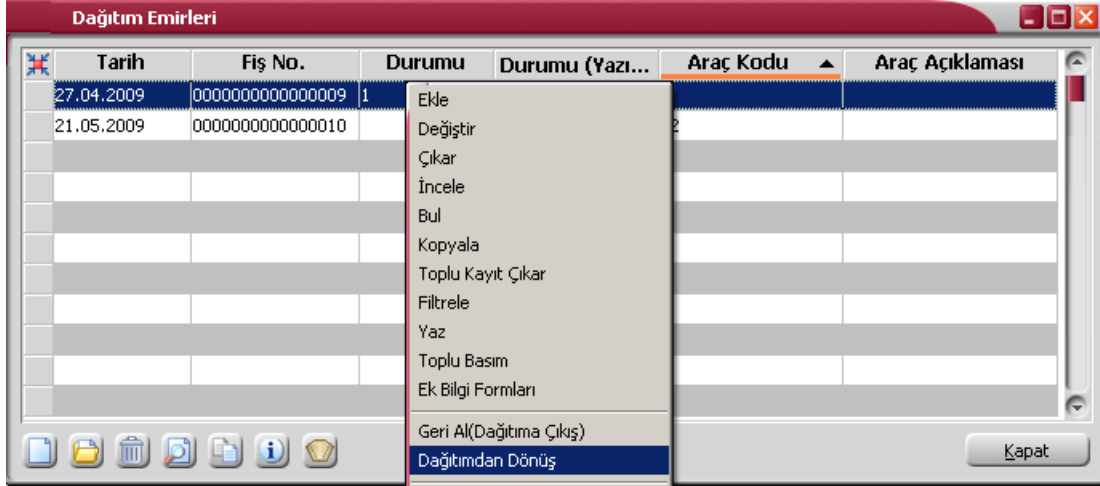 Dağıtım Emirleri
Tarih Fiş No. Durumu Durumu (Yazı... Araç Kodu Araç Açıklaması
27.04.2009 0000000000000009 1
21.05.2009 0000000000000010 2
Ekle
Değiştir
Çıkar
İncele
Bul
Kopyala
Toplu Kayıt Çıkar
Filtrele
Yaz
Toplu Basım
Ek Bilgi Formları
Geri Al(Dağıtıma Çıkış)
Dağıtımdan Dönüş
Kapat